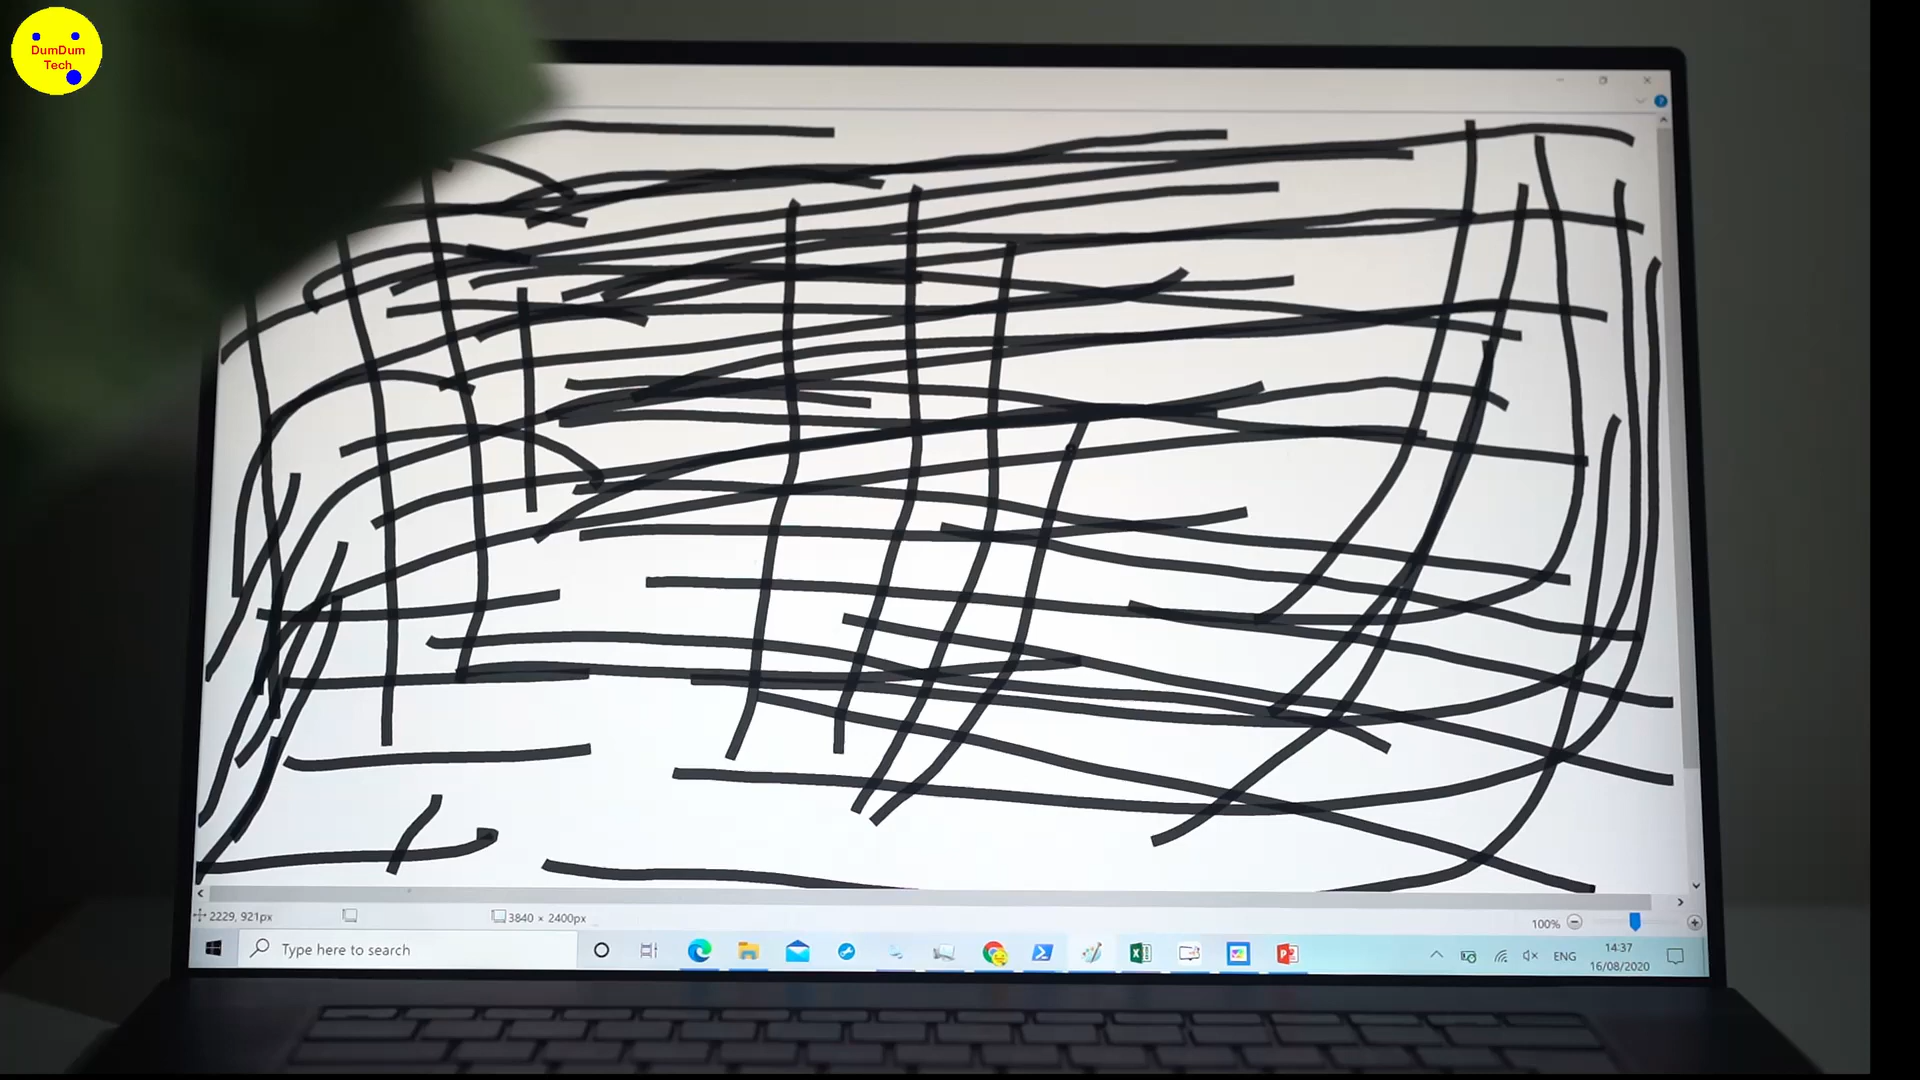 DumDum
Tech
2229, 921px
3840 × 2400px
100%
Type here to search
ENG
14:37
16/08/2020